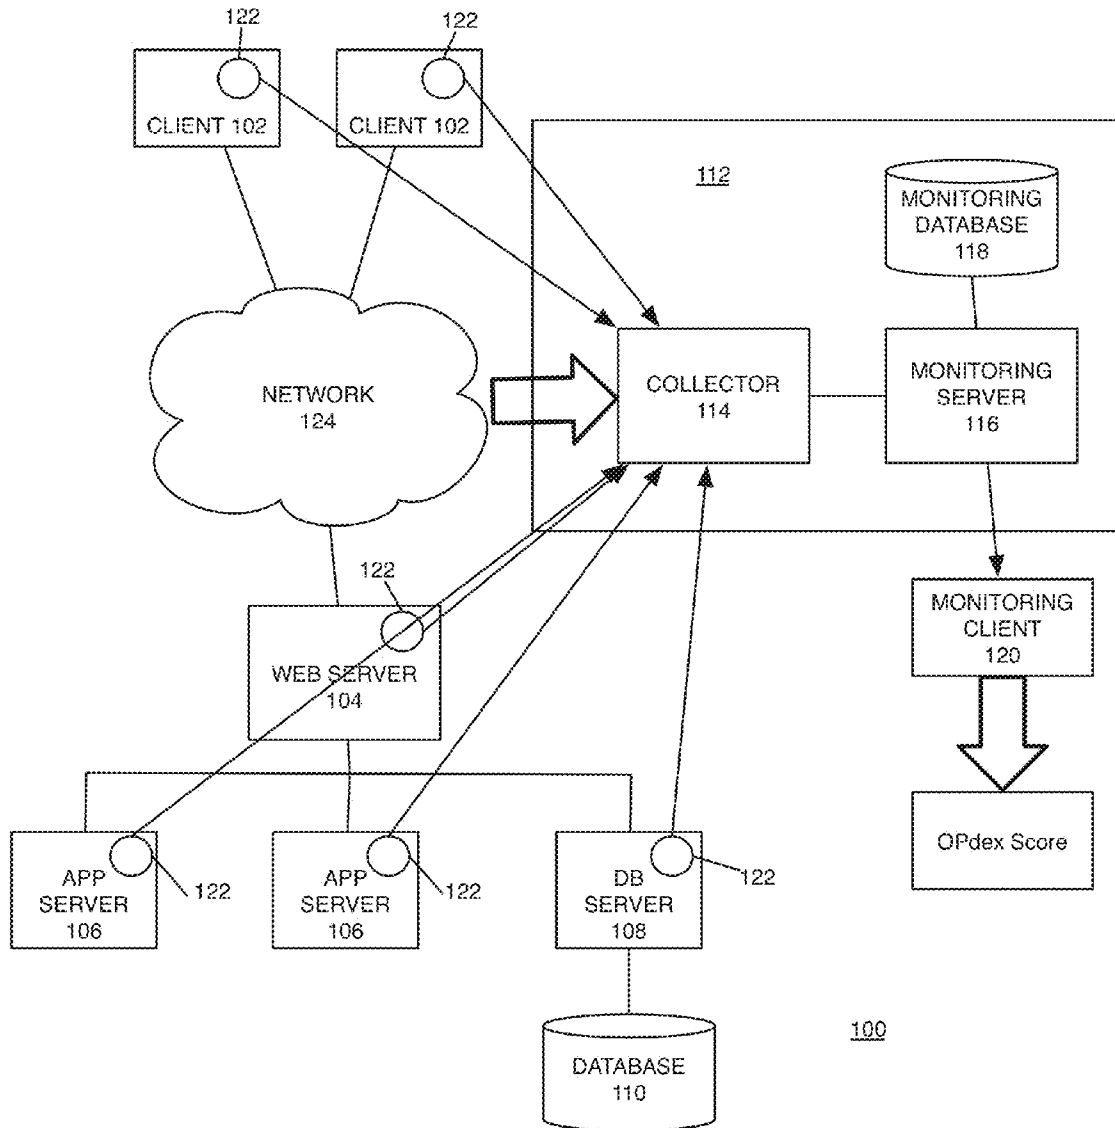 122
122
CLIENT 102
CLIENT 102
112
MONITORING
DATABASE
118
NETWORK
124
COLLECTOR
114
MONITORING
SERVER
116
122
WEB SERVER
104
MONITORING
CLIENT
120
APP
SERVER
106
122
APP
SERVER
106
122
DB
SERVER
108
122
OPdex Score
DATABASE
110
100